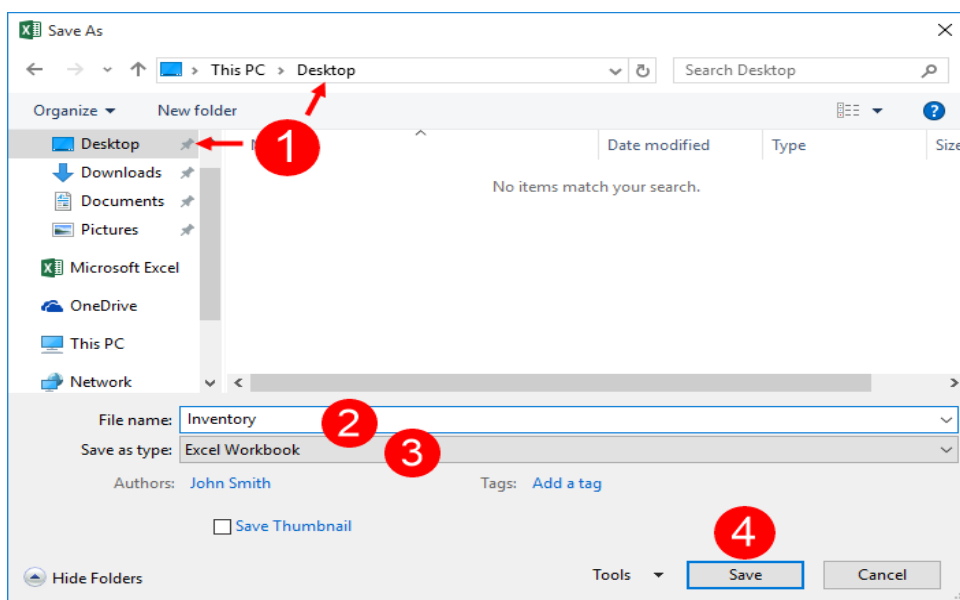 Save As
This PC > Desktop
Search Desktop
Organize
New folder
?
Desktop
1
Date modified
Type
Size
Downloads
No items match your search.
Documents
Pictures
Microsoft Excel
OneDrive
This PC
Network
File name: Inventory
2
Save as type: Excel Workbook
3
Authors: John Smith
Tags: Add a tag
Save Thumbnail
4
Hide Folders
Tools
Save
Cancel